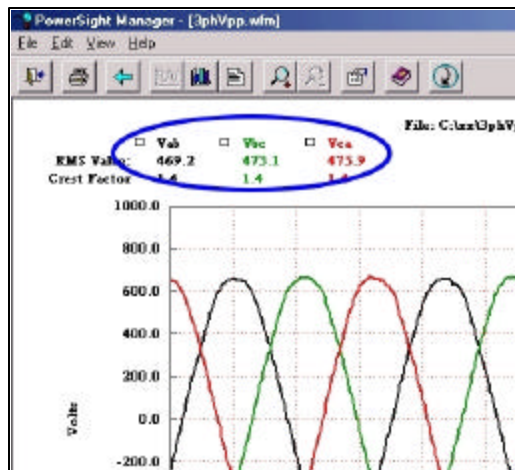 PowerSight Manager - [3phVpp.wfm]
File Edit View Help
File: C:\zz\3phVp
Vab Vbc Vca
RMS Value: 469.2 473.1 475.9
Crest Factor 1.4 1.4 1.4
1000.0
800.0
600.0
400.0
200.0
0.0
-200.0
Volts